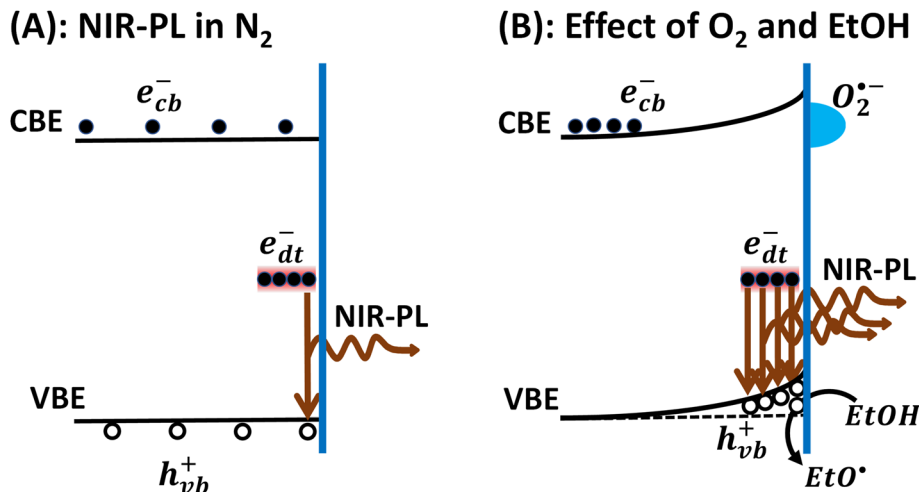 (A): NIR-PL in N₂
(B): Effect of O₂ and EtOH
CBE
e⁻cb
e⁻dt
NIR-PL
VBE
h⁺vb
CBE
e⁻cb
O₂•⁻
e⁻dt
NIR-PL
VBE
h⁺vb
EtOH
EtO•